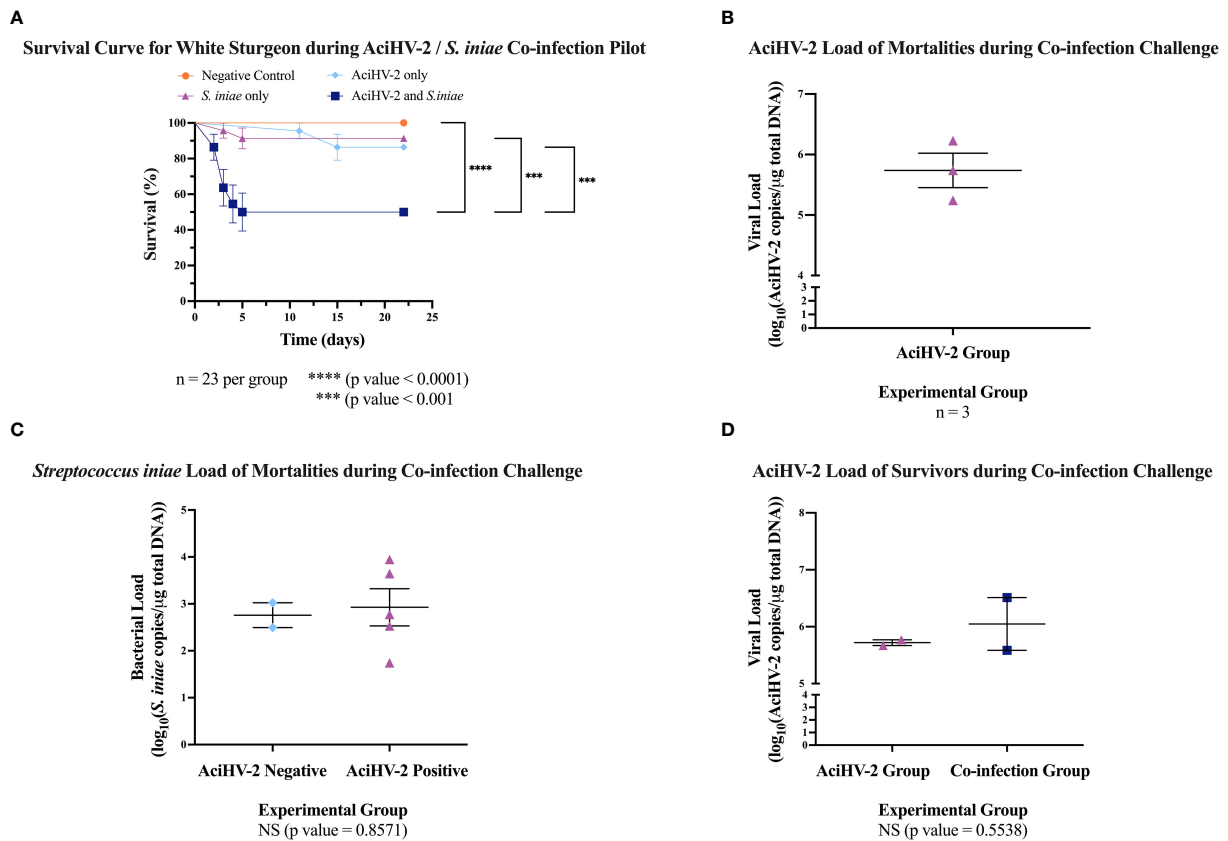 A
Survival Curve for White Sturgeon during AciHV-2 / S. iniae Co-infection Pilot
Negative Control
AciHV-2 only
S. iniae only
AciHV-2 and S.iniae
100
80
60
40
20
0
Survival (%)
0 5 10 15 20 25
Time (days)
****
***
***
n = 23 per group
**** (p value < 0.0001)
*** (p value < 0.001
B
AciHV-2 Load of Mortalities during Co-infection Challenge
Viral Load
(log10(AciHV-2 copies/μg total DNA))
7
6
5
4
3
2
1
0
AciHV-2 Group
Experimental Group
n = 3
C
Streptococcus iniae Load of Mortalities during Co-infection Challenge
Bacterial Load
(log10(S. iniae copies/μg total DNA))
5
4
3
2
1
0
AciHV-2 Negative AciHV-2 Positive
Experimental Group
NS (p value = 0.8571)
D
AciHV-2 Load of Survivors during Co-infection Challenge
Viral Load
(log10(AciHV-2 copies/μg total DNA))
8
7
6
5
4
3
2
1
0
AciHV-2 Group Co-infection Group
Experimental Group
NS (p value = 0.5538)